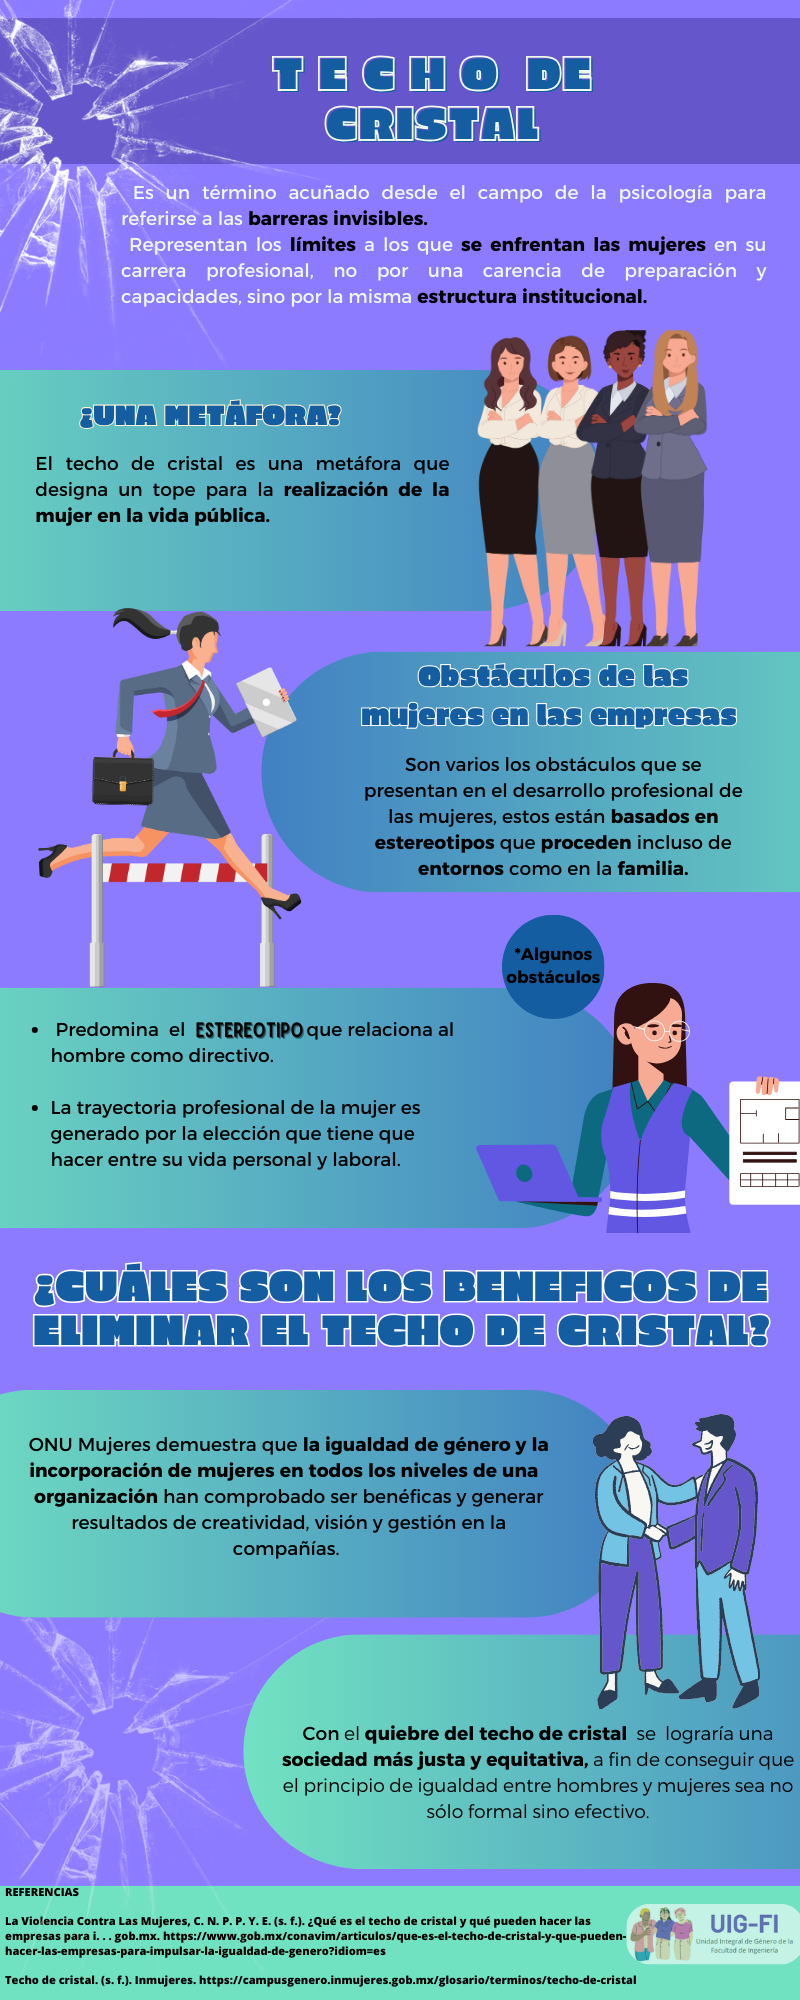 TECHO DE
CRISTAL
Es un término acuñado desde el campo de la psicología para
referirse a las barreras invisibles.
Representan los límites a los que se enfrentan las mujeres en su
carrera profesional, no por una carencia de preparación y
capacidades, sino por la misma estructura institucional.
¿UNA METÁFORA?
El techo de cristal es una metáfora que
designa un tope para la realización de la
mujer en la vida pública.
Obstáculos de las
mujeres en las empresas
Son varios los obstáculos que se
presentan en el desarrollo profesional de
las mujeres, estos están basados en
estereotipos que proceden incluso de
entornos como en la familia.
*Algunos
obstáculos
• Predomina el ESTEREOTIPO que relaciona al
hombre como directivo.
• La trayectoria profesional de la mujer es
generado por la elección que tiene que
hacer entre su vida personal y laboral.
¿CUÁLES SON LOS BENEFICOS DE
ELIMINAR EL TECHO DE CRISTAL?
ONU Mujeres demuestra que la igualdad de género y la
incorporación de mujeres en todos los niveles de una
organización han comprobado ser benéficas y generar
resultados de creatividad, visión y gestión en la
compañías.
Con el quiebre del techo de cristal se lograría una
sociedad más justa y equitativa, a fin de conseguir que
el principio de igualdad entre hombres y mujeres sea no
sólo formal sino efectivo.
REFERENCIAS
La Violencia Contra Las Mujeres, C. N. P. P. Y. E. (s. f.). ¿Qué es el techo de cristal y qué pueden hacer las
empresas para i. . . gob.mx. https://www.gob.mx/conavim/articulos/que-es-el-techo-de-cristal-y-que-pueden-
hacer-las-empresas-para-impulsar-la-igualdad-de-genero?idiom=es
Techo de cristal. (s. f.). Inmujeres. https://campusgenero.inmujeres.gob.mx/glosario/terminos/techo-de-cristal
UIG-FI
Unidad Integral de Género de la
Facultad de Ingeniería